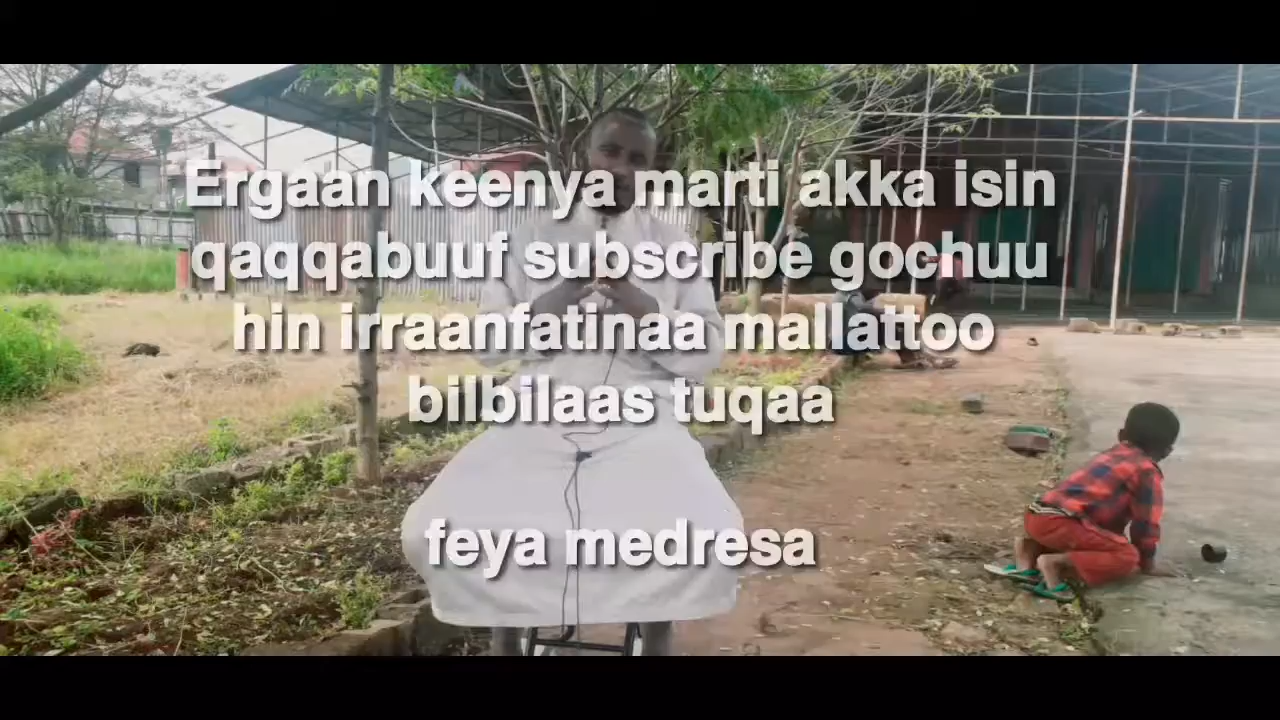 Ergaan keenya marti akka isin
qaqqabuuf subscribe gochuu
hin irraanfatinaa mallattoo
bilbilaas tuqaa
feya medresa